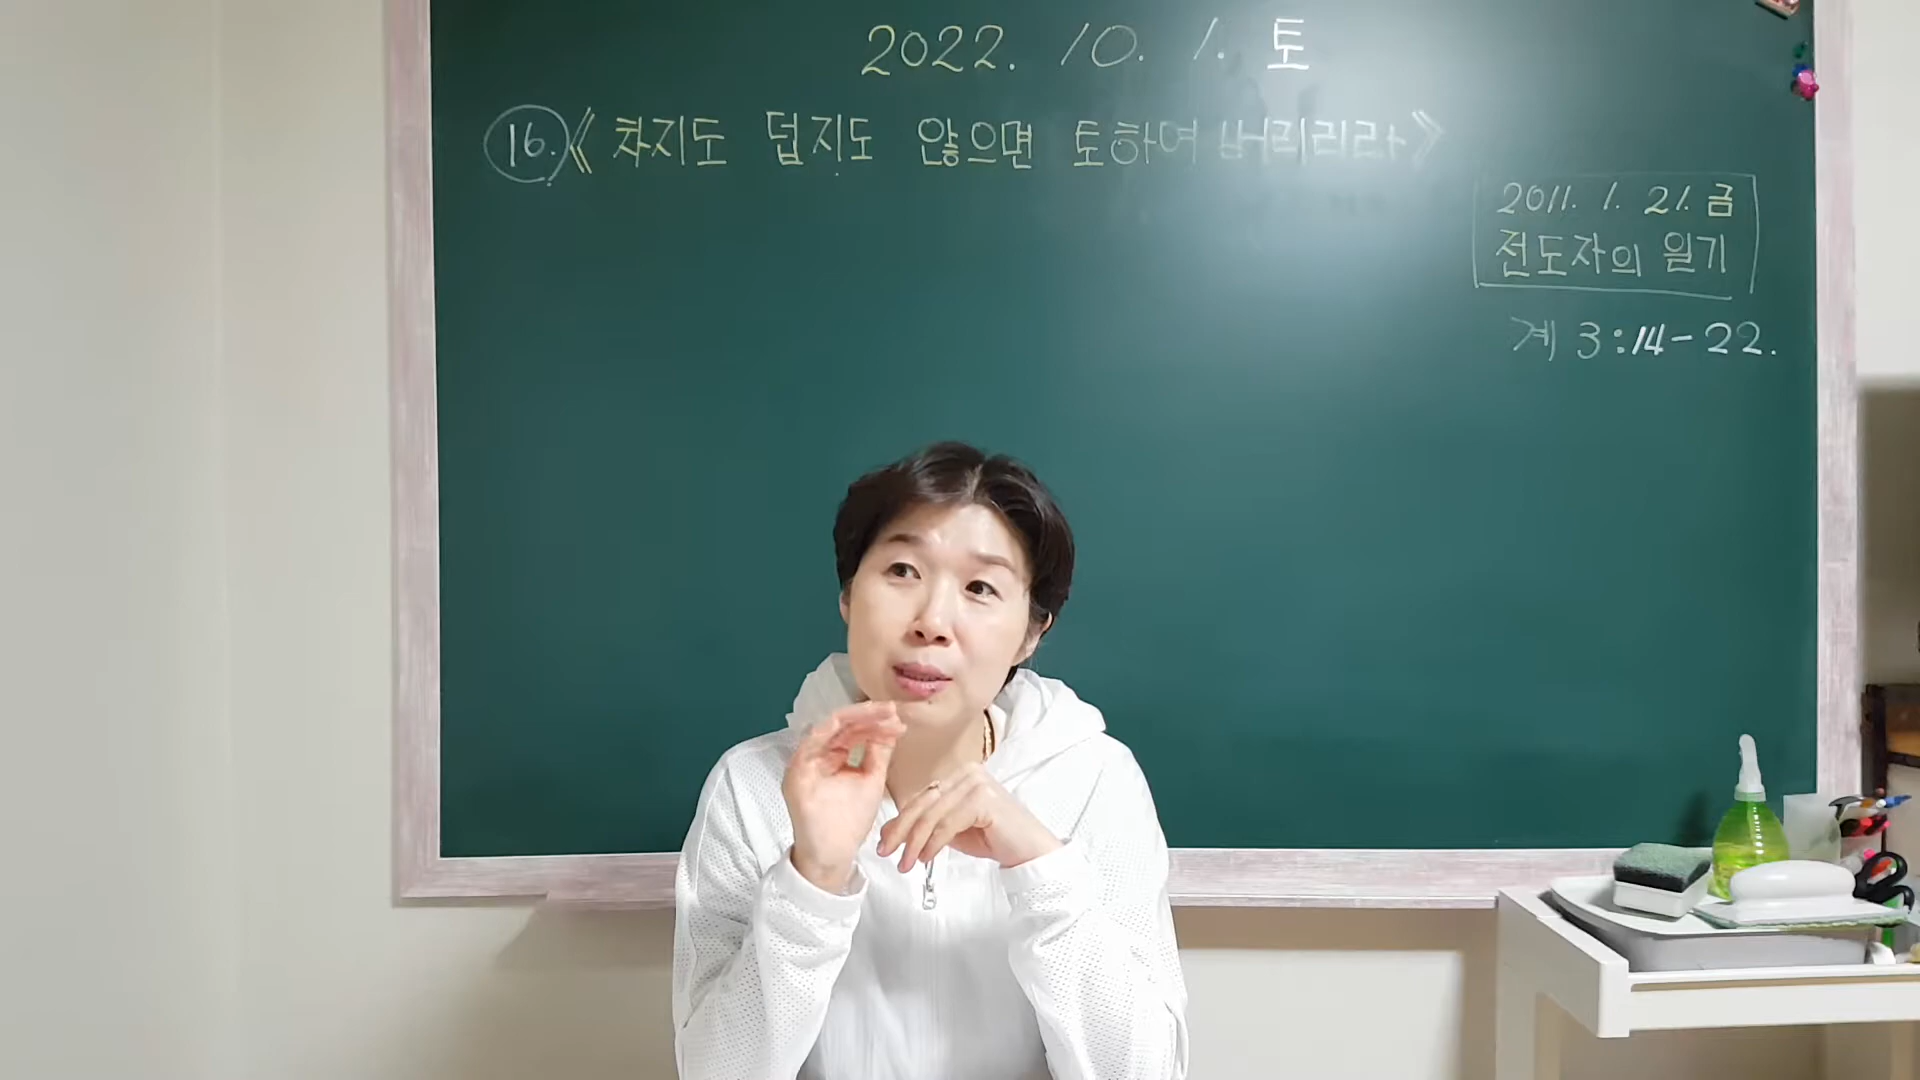 2022. 10. 1. 토
16. 《 차지도 덥지도 않으면 토하여 버리리라 》
2011. 1. 21. 금
전도자의 일기
계 3:14-22.